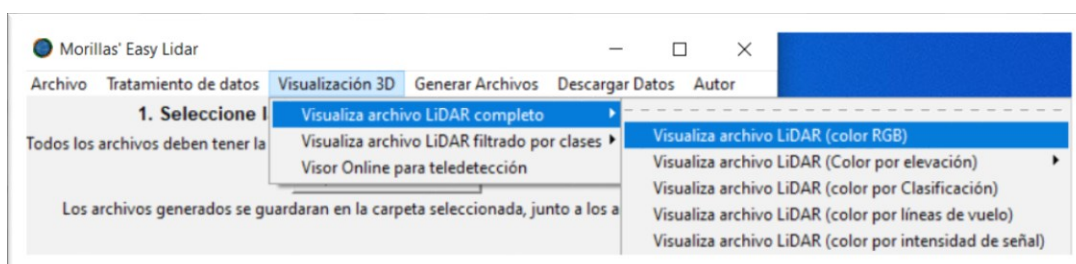 Morillas' Easy Lidar
Archivo Tratamiento de datos Visualización 3D Generar Archivos Descargar Datos Autor
1. Seleccione l
Todos los archivos deben tener la
Los archivos generados se guardaran en la carpeta seleccionada, junto a los a
Visualiza archivo LiDAR completo
Visualiza archivo LiDAR filtrado por clases
Visor Online para teledetección
Visualiza archivo LiDAR (color RGB)
Visualiza archivo LiDAR (Color por elevación)
Visualiza archivo LiDAR (color por Clasificación)
Visualiza archivo LiDAR (color por líneas de vuelo)
Visualiza archivo LiDAR (color por intensidad de señal)